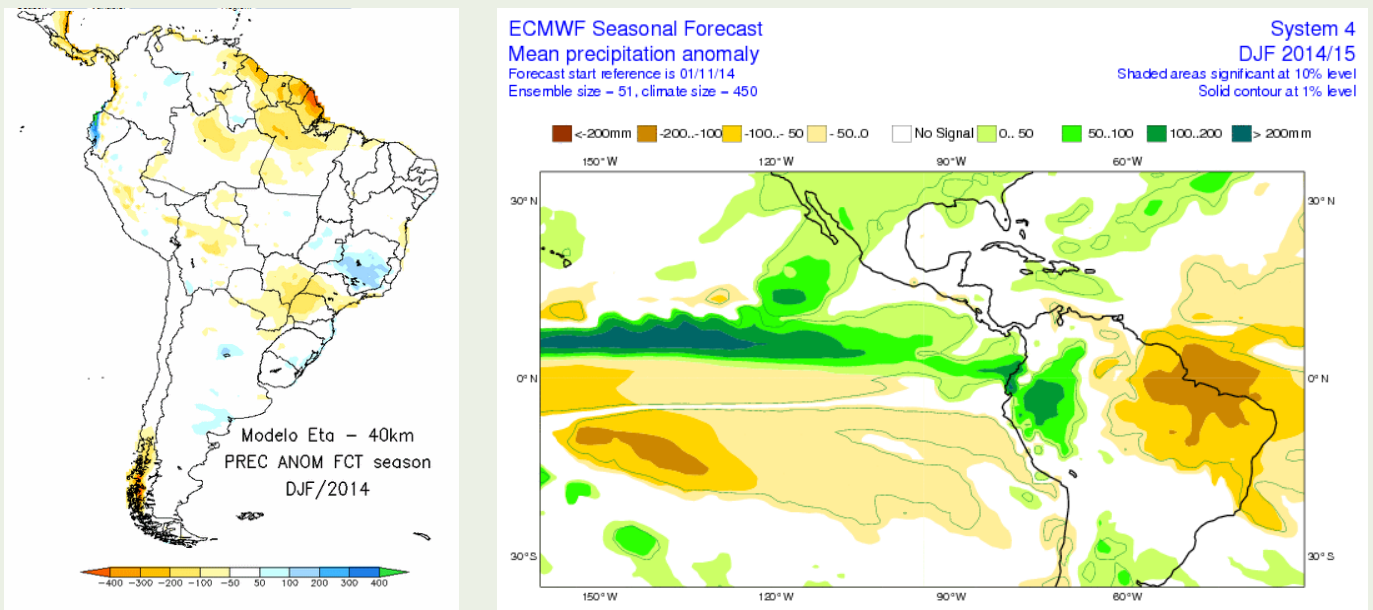 Modelo Eta - 40km
PREC ANOM FCT season
DJF/2014
-400 -300 -200 -100 -50 50 100 200 300 400
ECMWF Seasonal Forecast
Mean precipitation anomaly
Forecast start reference is 01/11/14
Ensemble size = 51, climate size = 450
System 4
DJF 2014/15
Shaded areas significant at 10% level
Solid contour at 1% level
<-200mm -200..-100 -100..- 50 - 50..0 No Signal 0.. 50 50..100 100..200 > 200mm
150°W 120°W 90°W 60°W
30°N 30°N
0°N 0°N
30°S 30°S
150°W 120°W 90°W 60°W